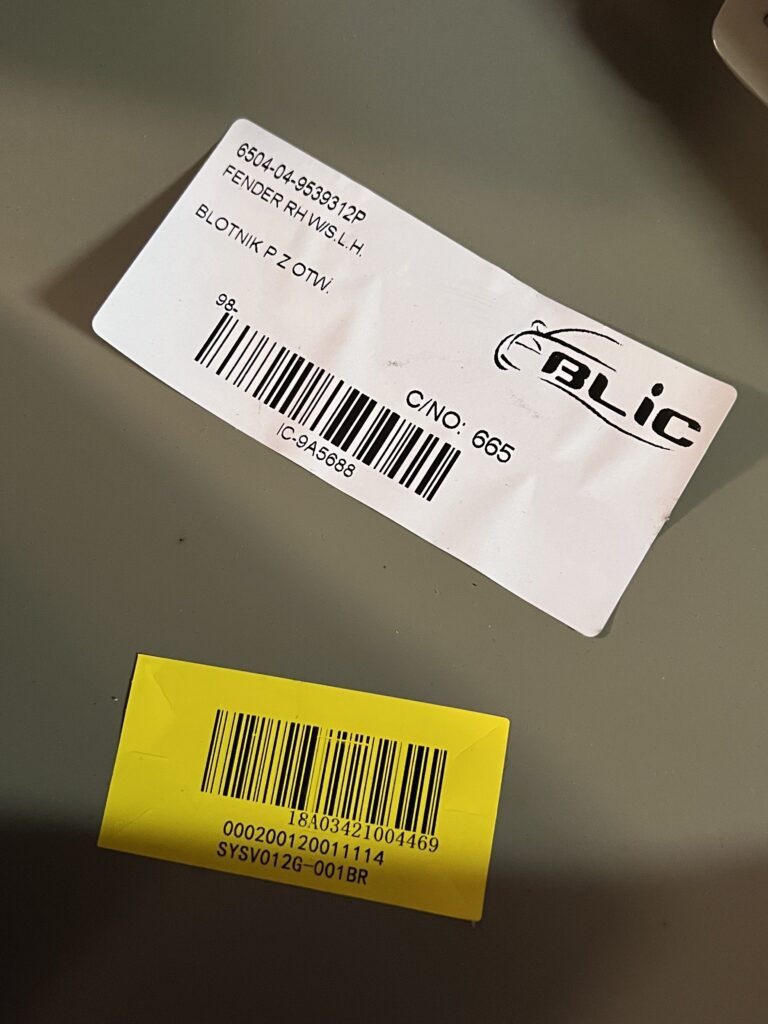 6504-04-9539312P
FENDER RH W/S.L.H.
BLOTNIK P Z OTW.
98-
IC-9A5688
C/NO: 665
BLIC
18A03421004469
000200120011114
SYSV012G-001BR